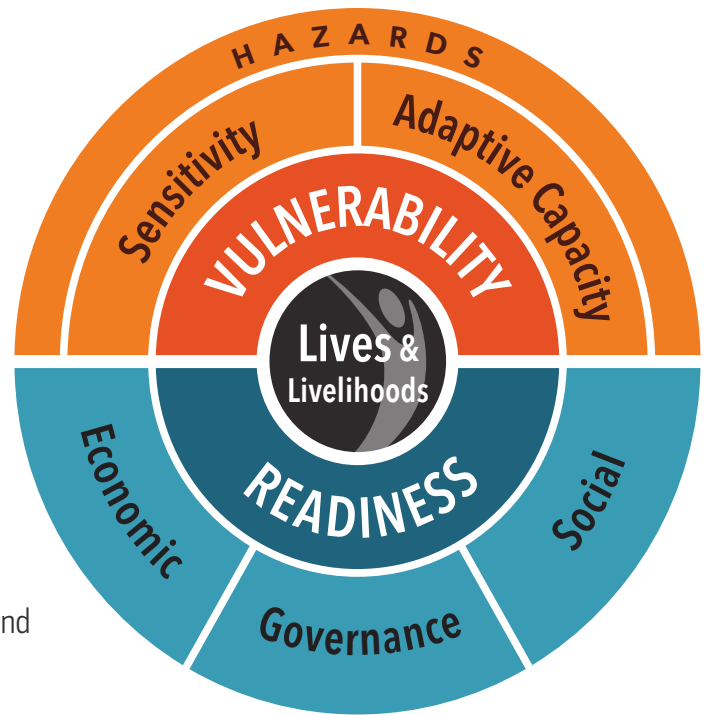 HAZARDS
Sensitivity
Adaptive Capacity
VULNERABILITY
Lives &
Livelihoods
READINESS
Economic
Social
Governance
nd